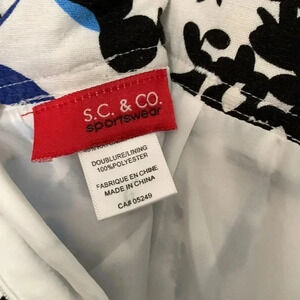 S.C. & CO.
sportswear
DOUBLURE/LINING
100%POLYESTER
FABRIQUE EN CHINE
MADE IN CHINA
CA# 05249